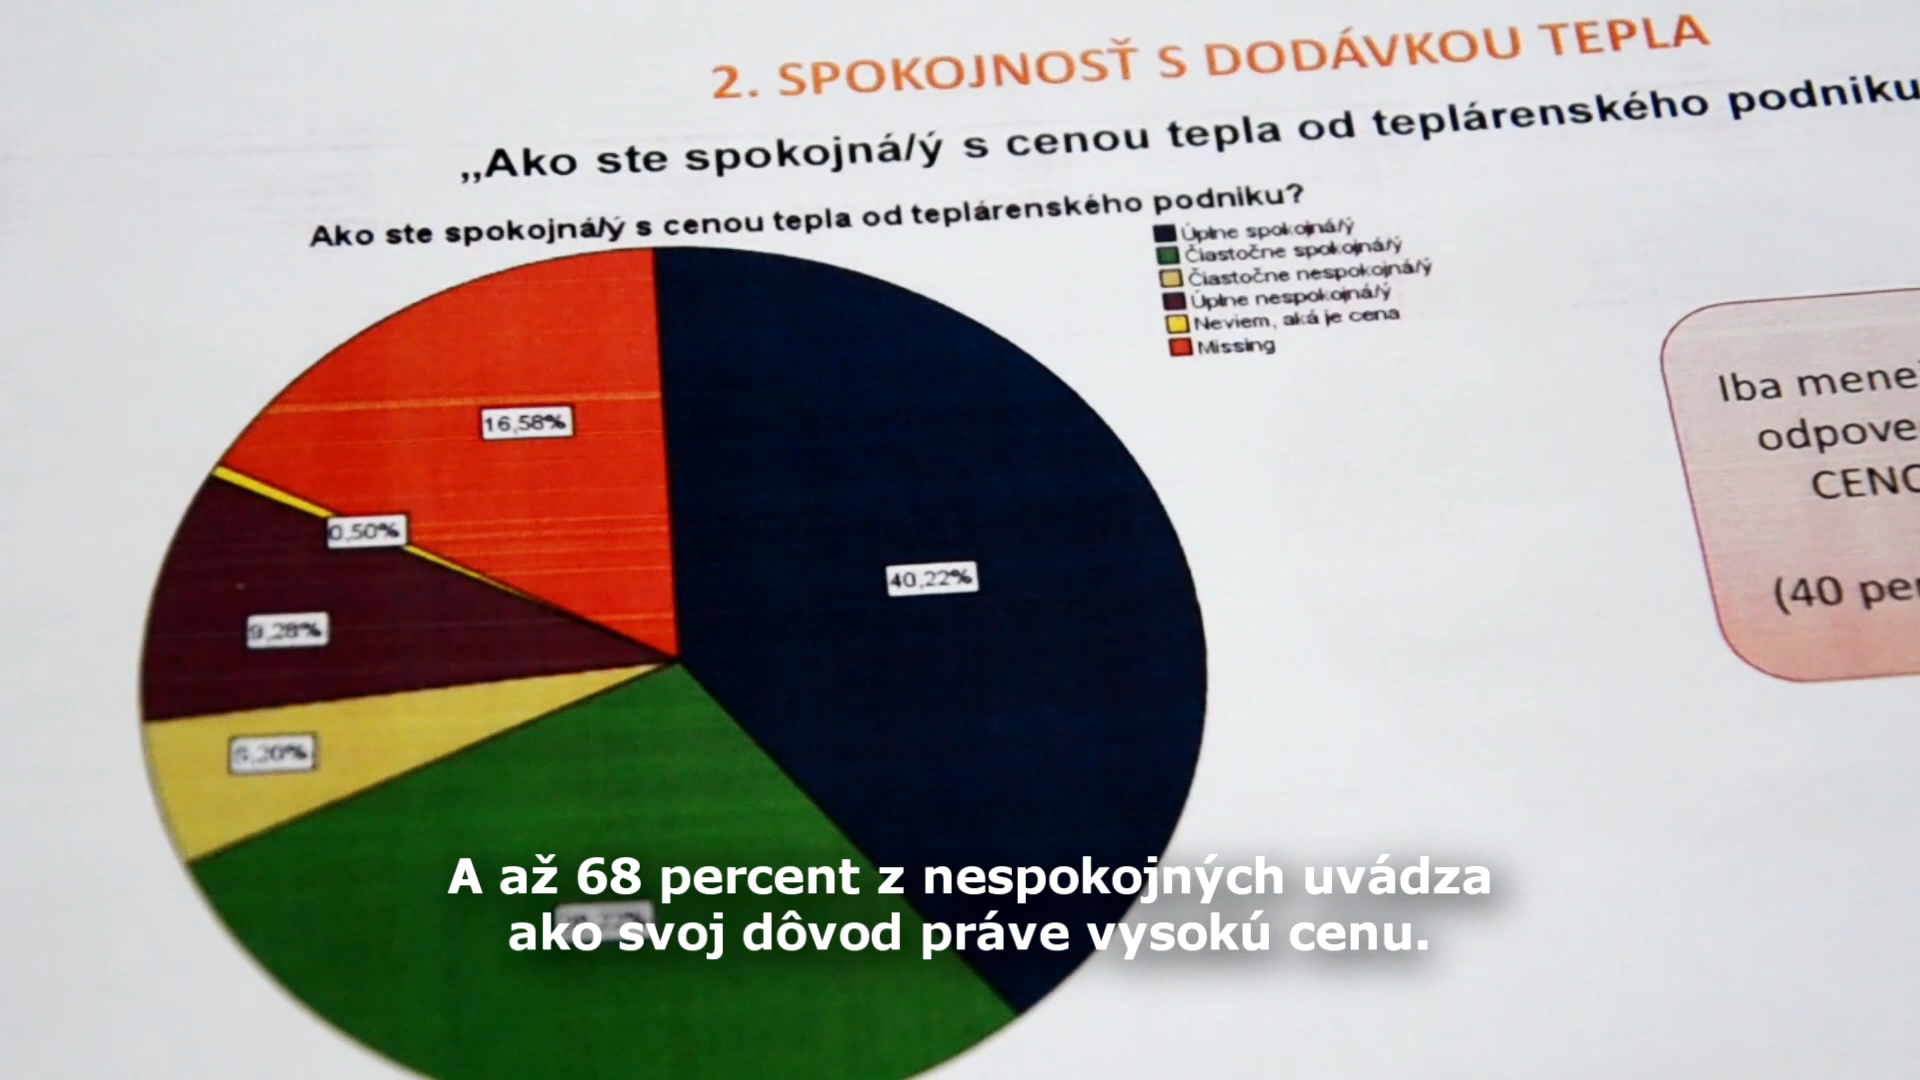 2. SPOKOJNOSŤ S DODÁVKOU TEPLA
„Ako ste spokojná/ý s cenou tepla od teplárenského podniku
Ako ste spokojná/ý s cenou tepla od teplárenského podniku?
Úplne spokojná/ý
Čiastočne spokojná/ý
Čiastočne nespokojná/ý
Úplne nespokojná/ý
Neviem, aká je cena
Missing
16,58%
0,50%
40,22%
9,28%
Iba mene
odpove
CENO
(40 per
A až 68 percent z nespokojných uvádza
ako svoj dôvod práve vysokú cenu.